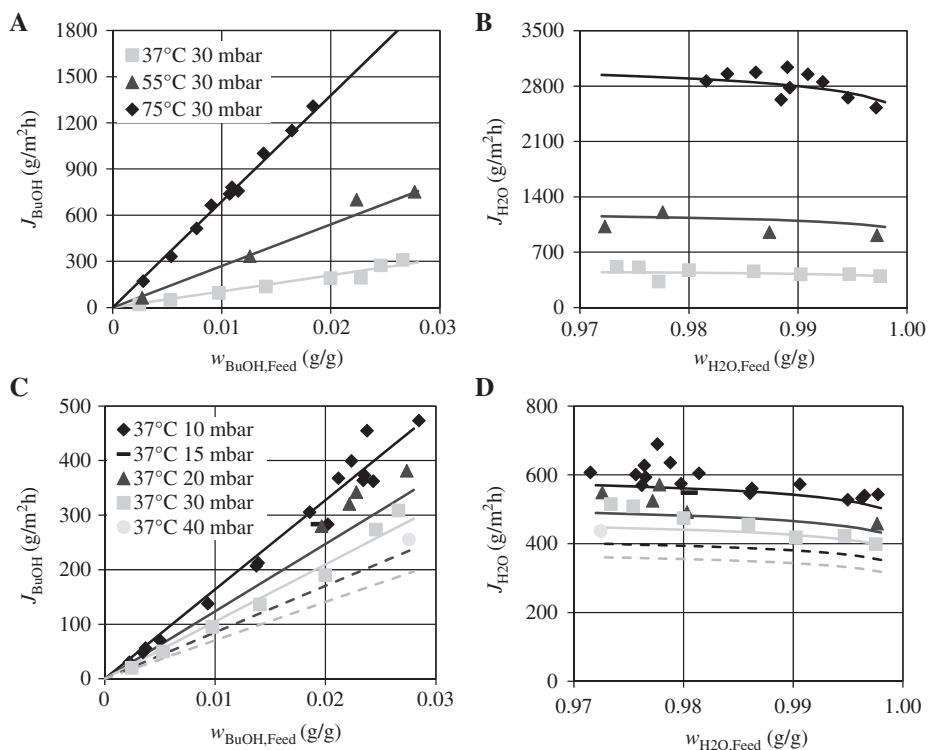 A
1800
1500
1200
900
600
300
0
J_BuOH (g/m²h)
37°C 30 mbar
55°C 30 mbar
75°C 30 mbar
0 0.01 0.02 0.03
w_BuOH,Feed (g/g)
B
3500
2800
2100
1400
700
0
J_H2O (g/m²h)
0.97 0.98 0.99 1.00
w_H2O,Feed (g/g)
C
500
400
300
200
100
0
J_BuOH (g/m²h)
37°C 10 mbar
37°C 15 mbar
37°C 20 mbar
37°C 30 mbar
37°C 40 mbar
0 0.01 0.02 0.03
w_BuOH,Feed (g/g)
D
800
600
400
200
0
J_H2O (g/m²h)
0.97 0.98 0.99 1.00
w_H2O,Feed (g/g)